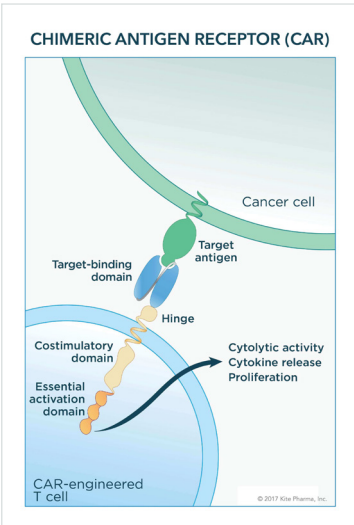 CHIMERIC ANTIGEN RECEPTOR (CAR)
Cancer cell
Target
antigen
Target-binding
domain
Hinge
Costimulatory
domain
Cytolytic activity
Cytokine release
Proliferation
Essential
activation
domain
CAR-engineered
T cell
© 2017 Kite Pharma, Inc.